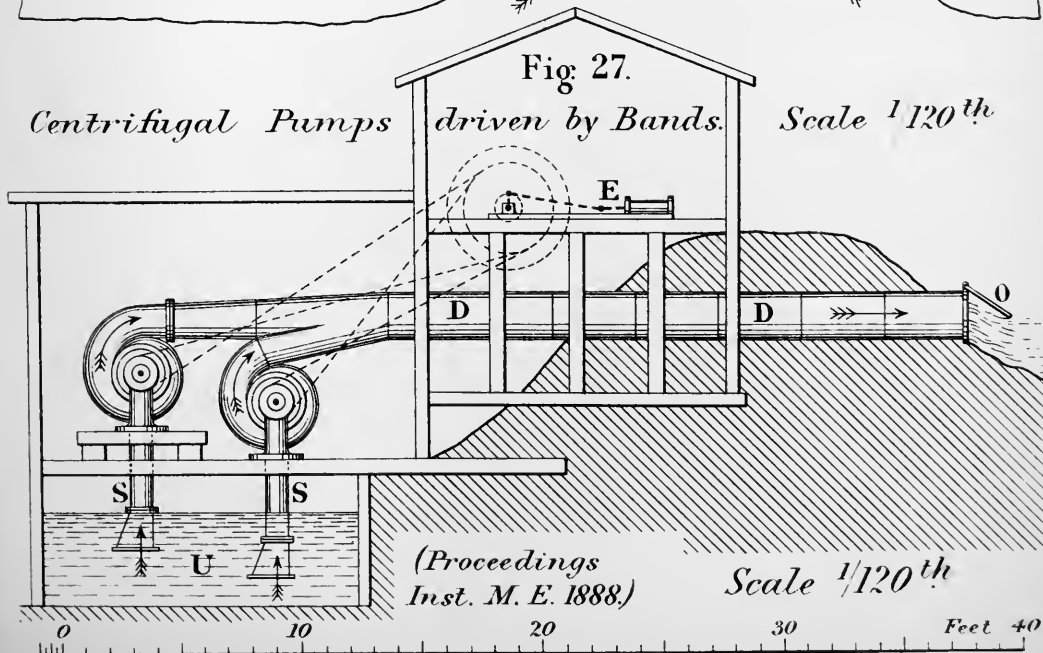 Fig: 27.
Centrifugal Pumps driven by Bands. Scale 1/120th
E
D D O
S S
U
(Proceedings
Inst. M. E. 1888.)
Scale 1/120th
0 10 20 30 Feet 40